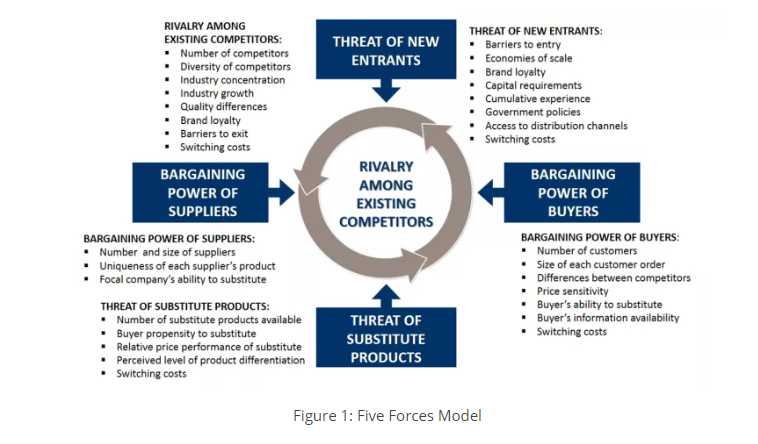 RIVALRY AMONG
EXISTING COMPETITORS:
▪ Number of competitors
▪ Diversity of competitors
▪ Industry concentration
▪ Industry growth
▪ Quality differences
▪ Brand loyalty
▪ Barriers to exit
▪ Switching costs
THREAT OF NEW
ENTRANTS
THREAT OF NEW ENTRANTS:
▪ Barriers to entry
▪ Economies of scale
▪ Brand loyalty
▪ Capital requirements
▪ Cumulative experience
▪ Government policies
▪ Access to distribution channels
▪ Switching costs
BARGAINING
POWER OF
SUPPLIERS
RIVALRY
AMONG
EXISTING
COMPETITORS
BARGAINING
POWER OF
BUYERS
BARGAINING POWER OF SUPPLIERS:
▪ Number and size of suppliers
▪ Uniqueness of each supplier's product
▪ Focal company's ability to substitute
BARGAINING POWER OF BUYERS:
▪ Number of customers
▪ Size of each customer order
▪ Differences between competitors
▪ Price sensitivity
▪ Buyer's ability to substitute
▪ Buyer's information availability
▪ Switching costs
THREAT OF SUBSTITUTE PRODUCTS:
▪ Number of substitute products available
▪ Buyer propensity to substitute
▪ Relative price performance of substitute
▪ Perceived level of product differentiation
▪ Switching costs
THREAT OF
SUBSTITUTE
PRODUCTS
Figure 1: Five Forces Model